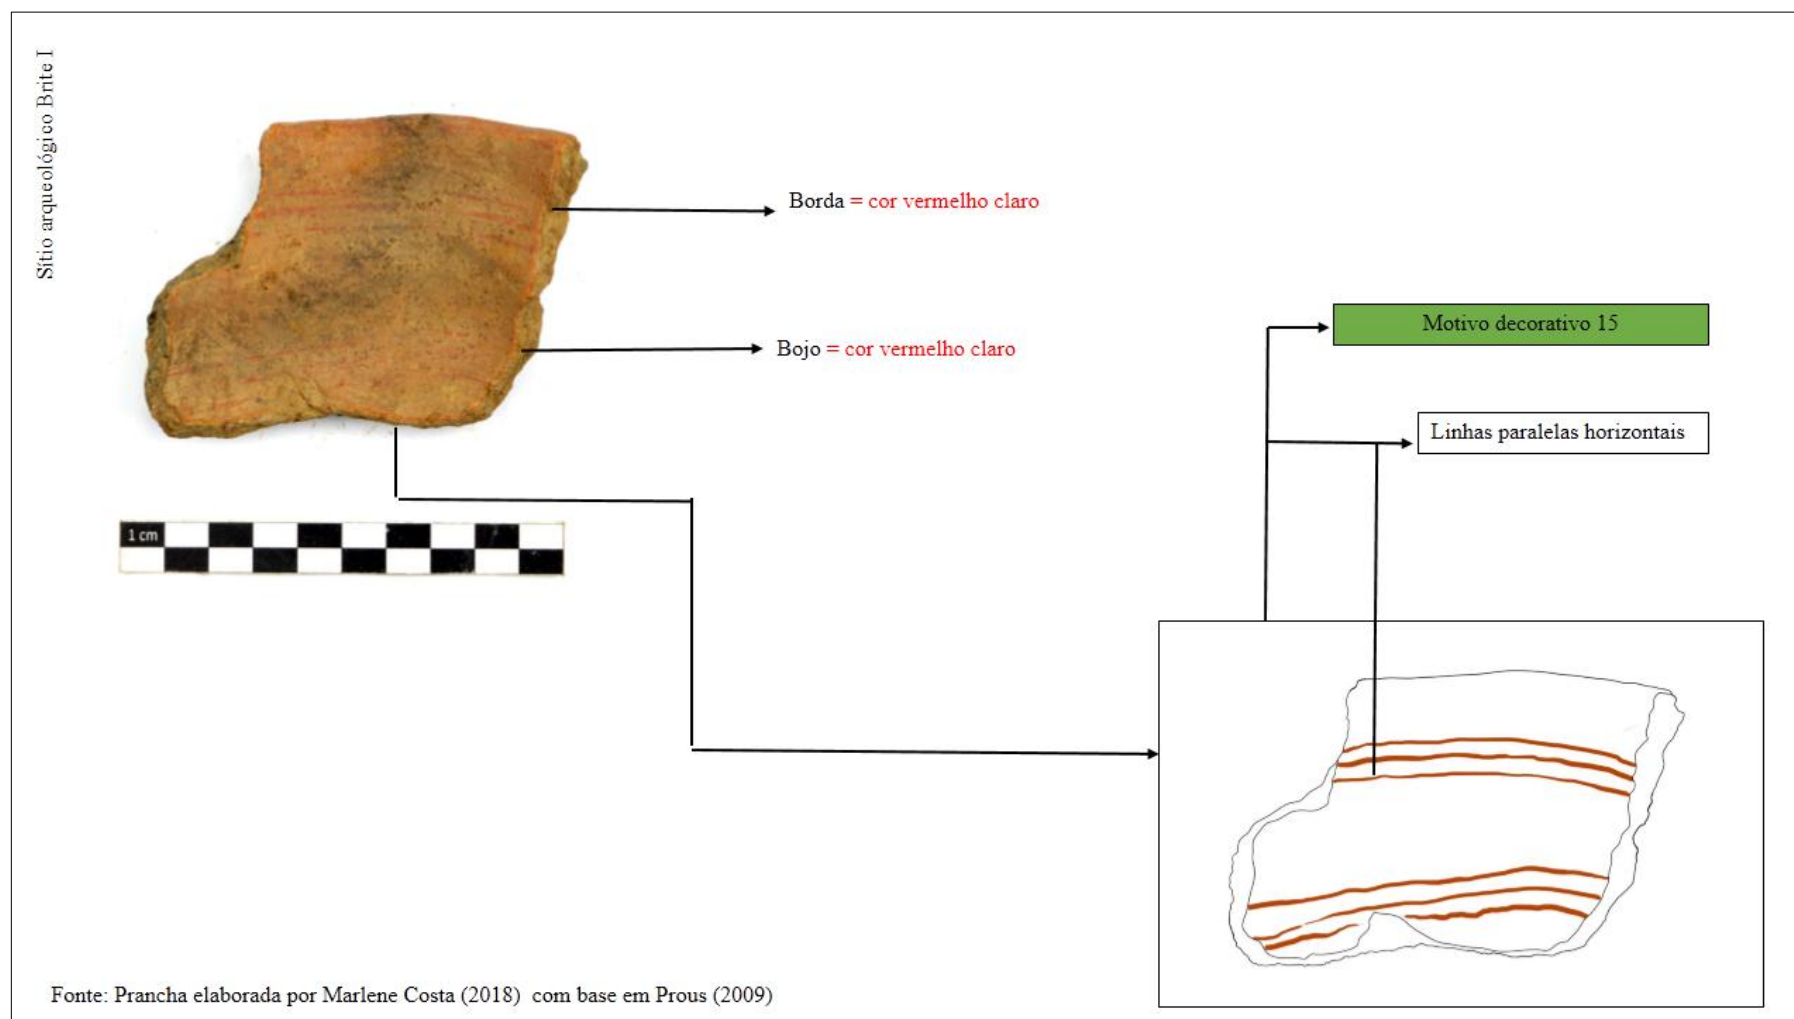 Sítio arqueológico Brite I
Borda = cor vermelho claro
Bojo = cor vermelho claro
Motivo decorativo 15
Linhas paralelas horizontais
1 cm
Fonte: Prancha elaborada por Marlene Costa (2018) com base em Prous (2009)